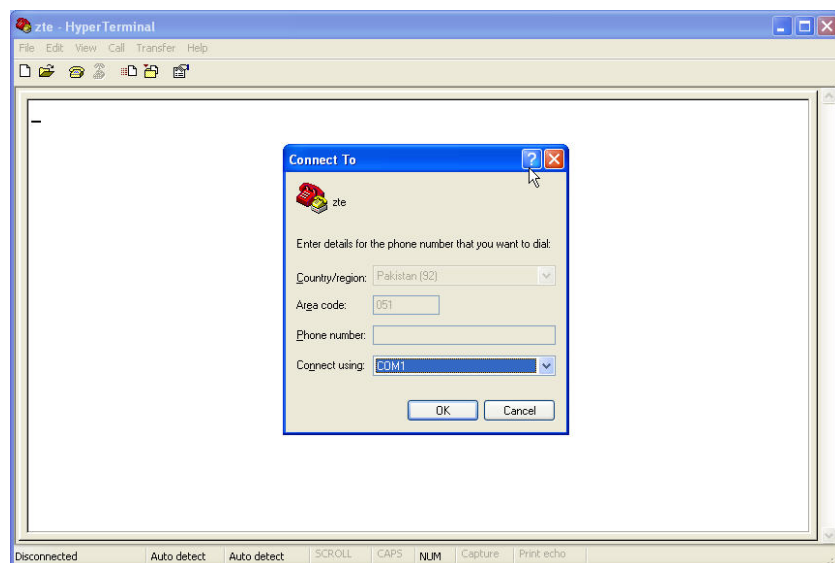 zte - HyperTerminal
File Edit View Call Transfer Help
Connect To
zte
Enter details for the phone number that you want to dial:
Country/region: Pakistan (92)
Area code: 051
Phone number:
Connect using: COM1
OK Cancel
Disconnected Auto detect Auto detect SCROLL CAPS NUM Capture Print echo